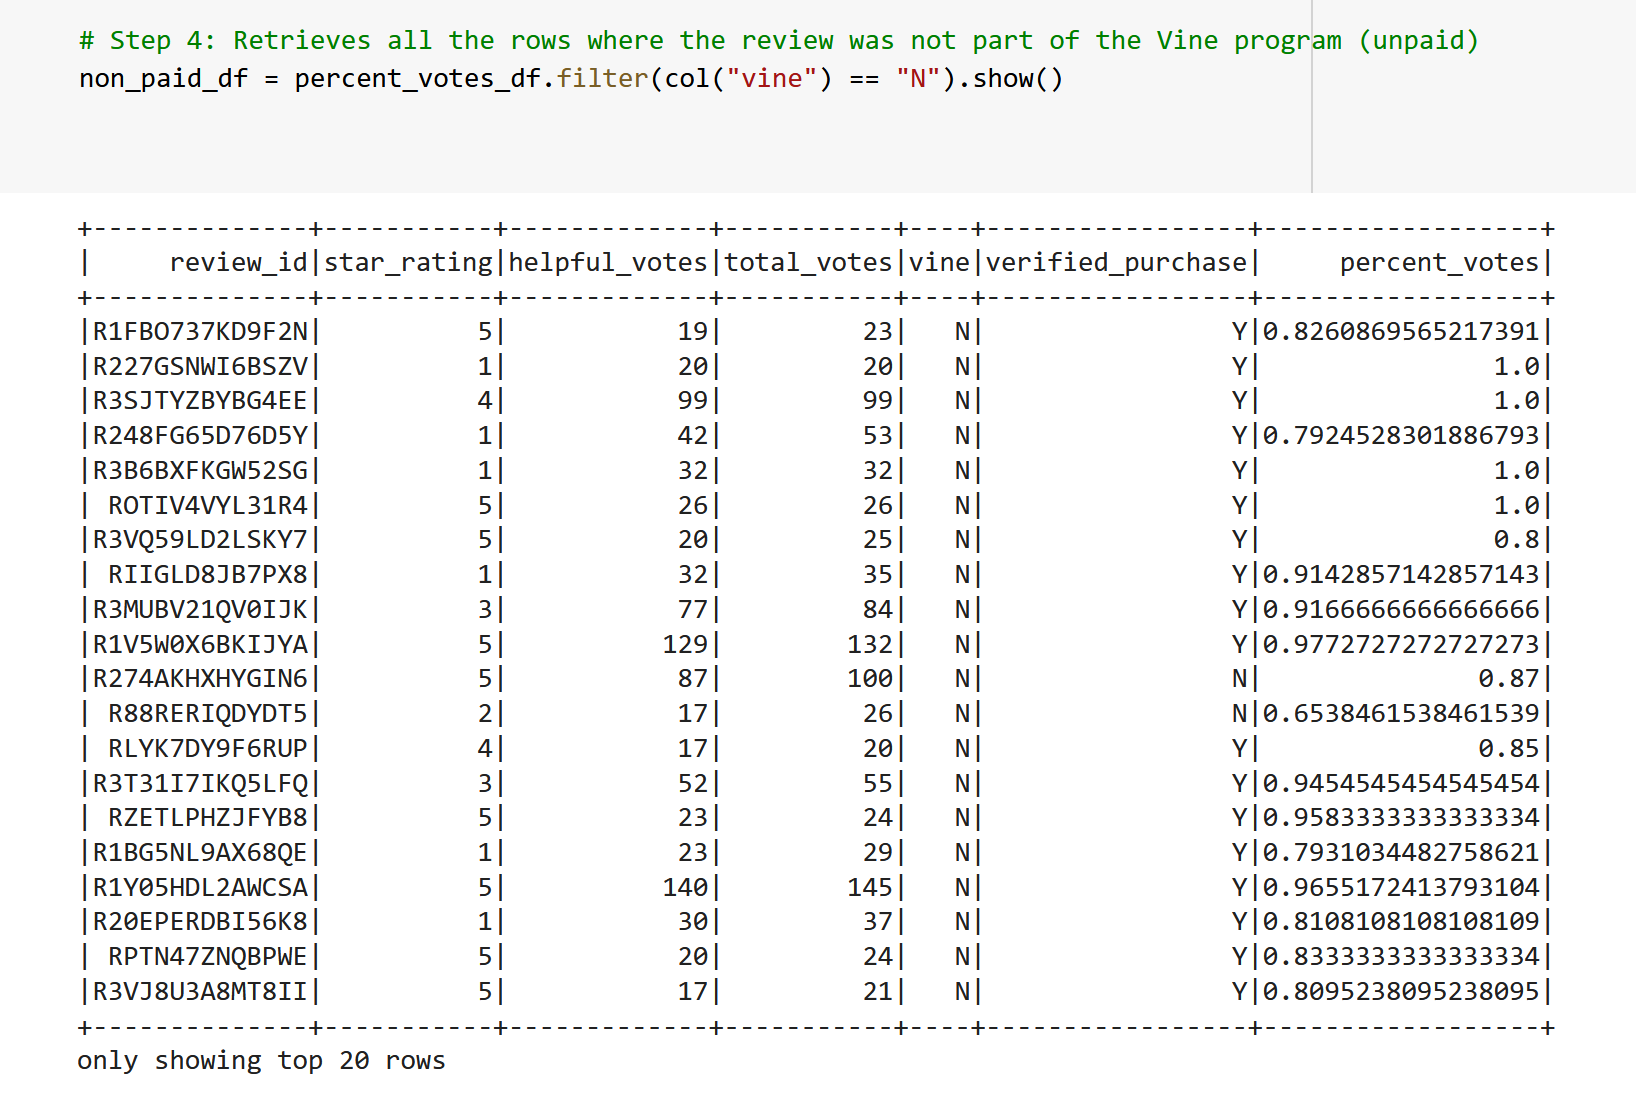 # Step 4: Retrieves all the rows where the review was not part of the Vine program (unpaid)
non_paid_df = percent_votes_df.filter(col("vine") == "N").show()
+--------------+-----------+-------------+-----------+----+-----------------+------------------+
|     review_id|star_rating|helpful_votes|total_votes|vine|verified_purchase|     percent_votes|
+--------------+-----------+-------------+-----------+----+-----------------+------------------+
|R1FBO737KD9F2N|          5|           19|         23|   N|                Y|0.8260869565217391|
|R227GSNWI6BSZV|          1|           20|         20|   N|                Y|               1.0|
|R3SJTYZBYBG4EE|          4|           99|         99|   N|                Y|               1.0|
|R248FG65D76D5Y|          1|           42|         53|   N|                Y|0.7924528301886793|
|R3B6BXFKGW52SG|          1|           32|         32|   N|                Y|               1.0|
| ROTIV4VYL31R4|          5|           26|         26|   N|                Y|               1.0|
|R3VQ59LD2LSKY7|          5|           20|         25|   N|                Y|               0.8|
| RIIGLD8JB7PX8|          1|           32|         35|   N|                Y|0.9142857142857143|
|R3MUBV21QV0IJK|          3|           77|         84|   N|                Y|0.9166666666666666|
|R1V5W0X6BKIJYA|          5|          129|        132|   N|                Y|0.9772727272727273|
|R274AKHXHYGIN6|          5|           87|        100|   N|                N|              0.87|
| R88RERIQDYDT5|          2|           17|         26|   N|                N|0.6538461538461539|
| RLYK7DY9F6RUP|          4|           17|         20|   N|                Y|              0.85|
|R3T31I7IKQ5LFQ|          3|           52|         55|   N|                Y|0.9454545454545454|
| RZETLPHZJFYB8|          5|           23|         24|   N|                Y|0.9583333333333334|
|R1BG5NL9AX68QE|          1|           23|         29|   N|                Y|0.7931034482758621|
|R1Y05HDL2AWCSA|          5|          140|        145|   N|                Y|0.9655172413793104|
|R20EPERDBI56K8|          1|           30|         37|   N|                Y|0.8108108108108109|
| RPTN47ZNQBPWE|          5|           20|         24|   N|                Y|0.8333333333333334|
|R3VJ8U3A8MT8II|          5|           17|         21|   N|                Y|0.8095238095238095|
+--------------+-----------+-------------+-----------+----+-----------------+------------------+
only showing top 20 rows